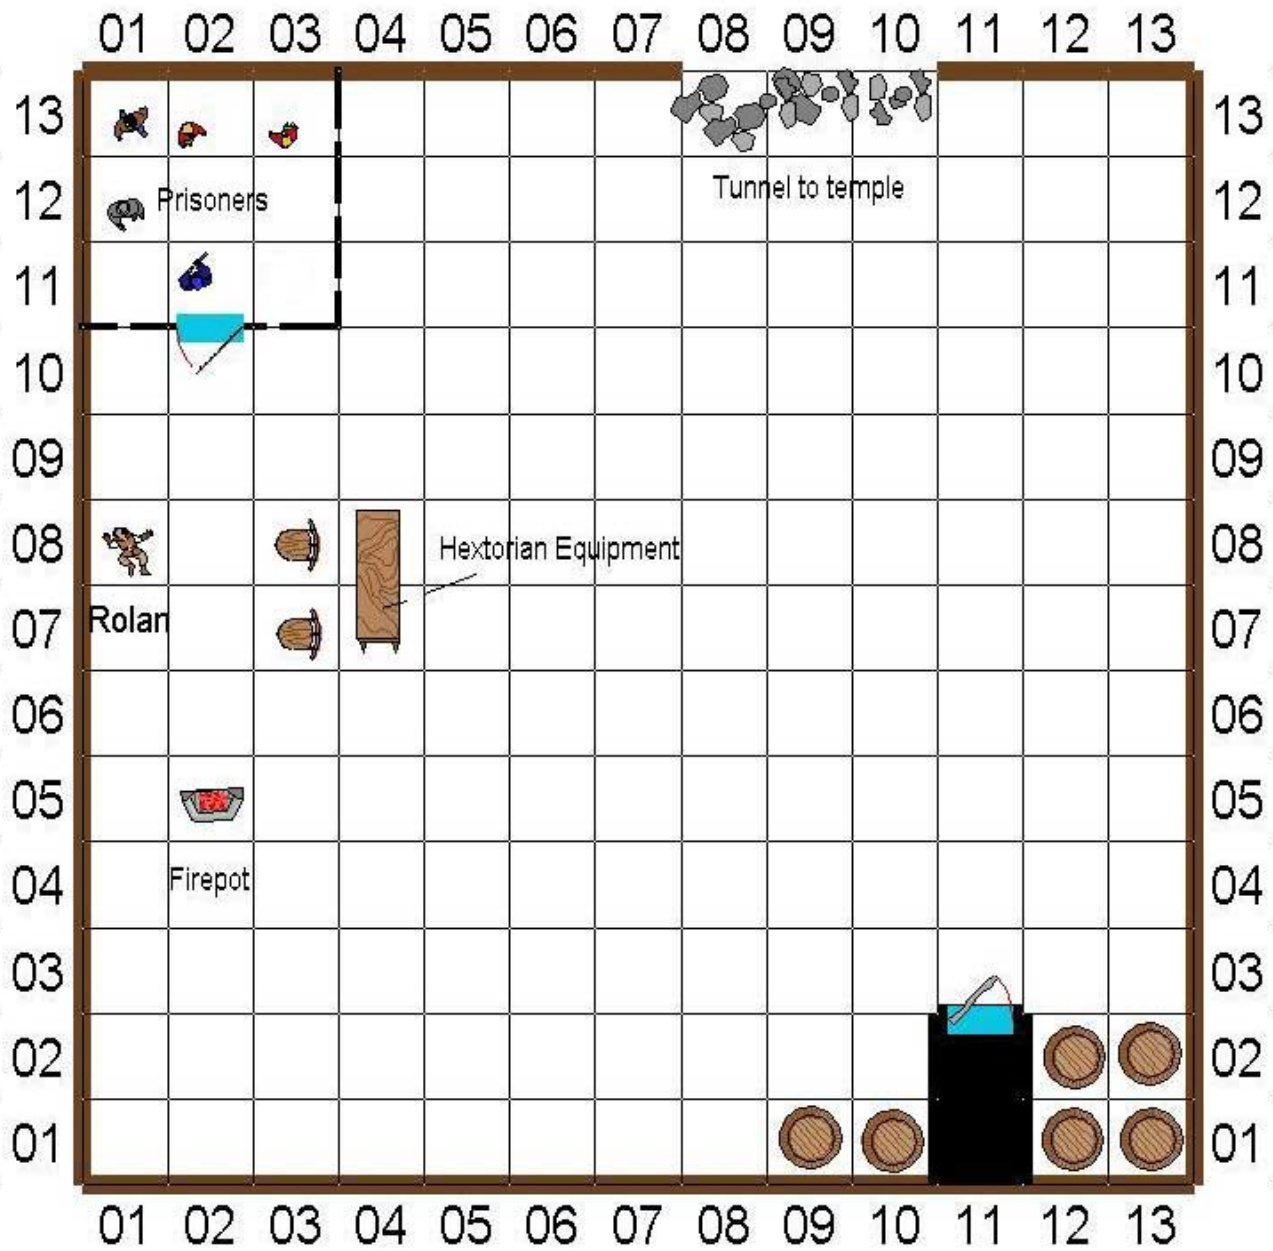 01 02 03 04 05 06 07 08 09 10 11 12 13
13 13
Tunnel to temple
12 Prisoners 12
11 11
10 10
09 09
08 Hextorian Equipment 08
07 Rolan 07
06 06
05 05
04 Firepot 04
03 03
02 02
01 01
01 02 03 04 05 06 07 08 09 10 11 12 13